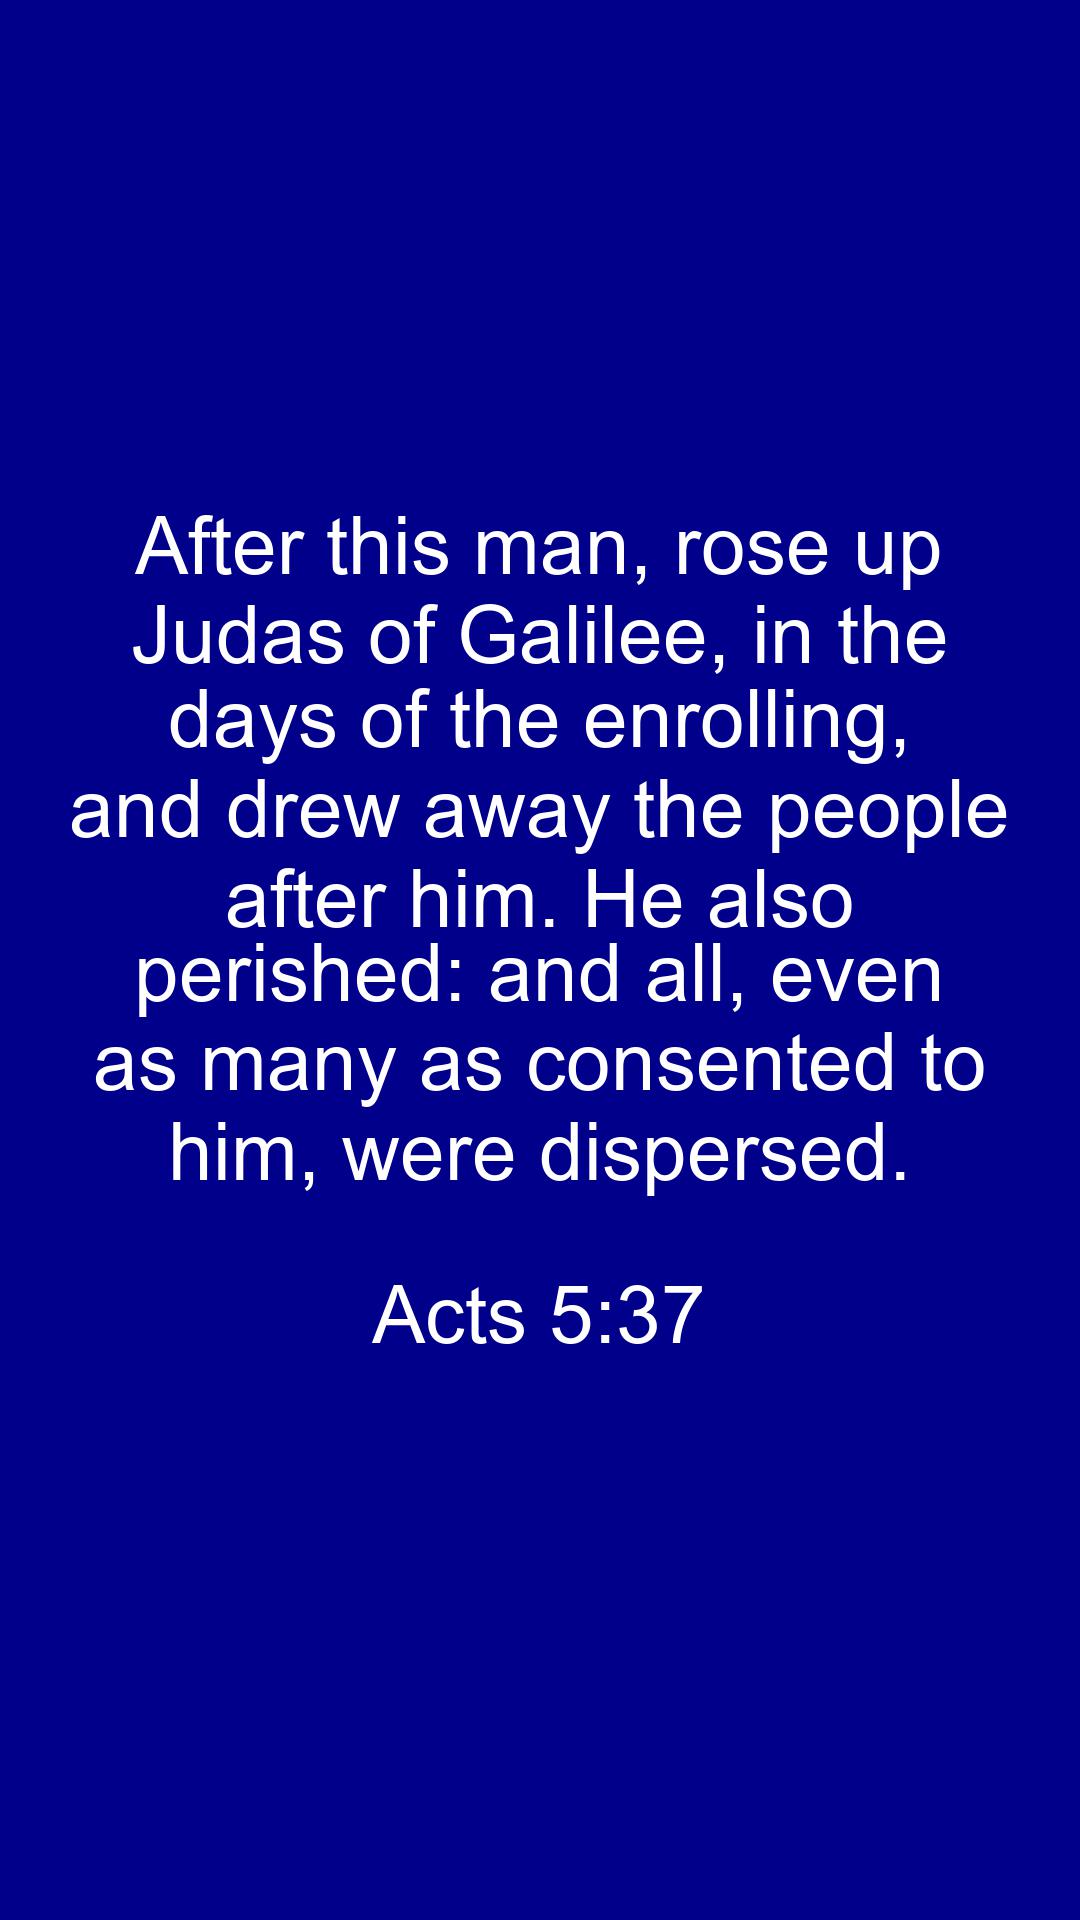 After this man, rose up
Judas of Galilee, in the
days of the enrolling,
and drew away the people
after him. He also
perished: and all, even
as many as consented to
him, were dispersed.
Acts 5:37